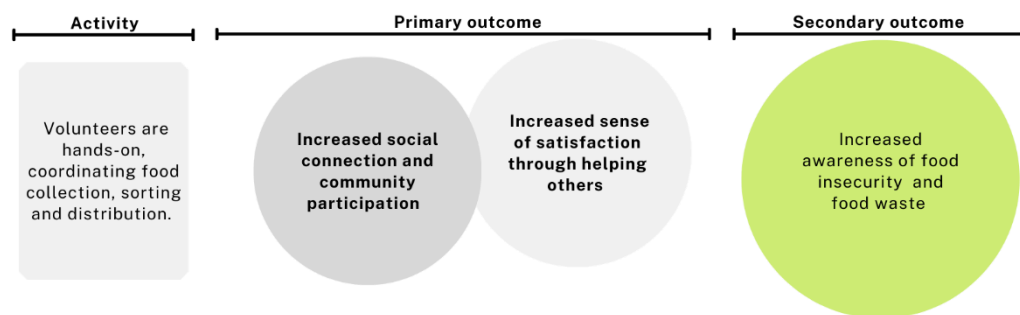 Activity
Primary outcome
Secondary outcome
Volunteers are
hands-on,
coordinating food
collection, sorting
and distribution.
Increased social
connection and
community
participation
Increased sense
of satisfaction
through helping
others
Increased
awareness of food
insecurity and
food waste